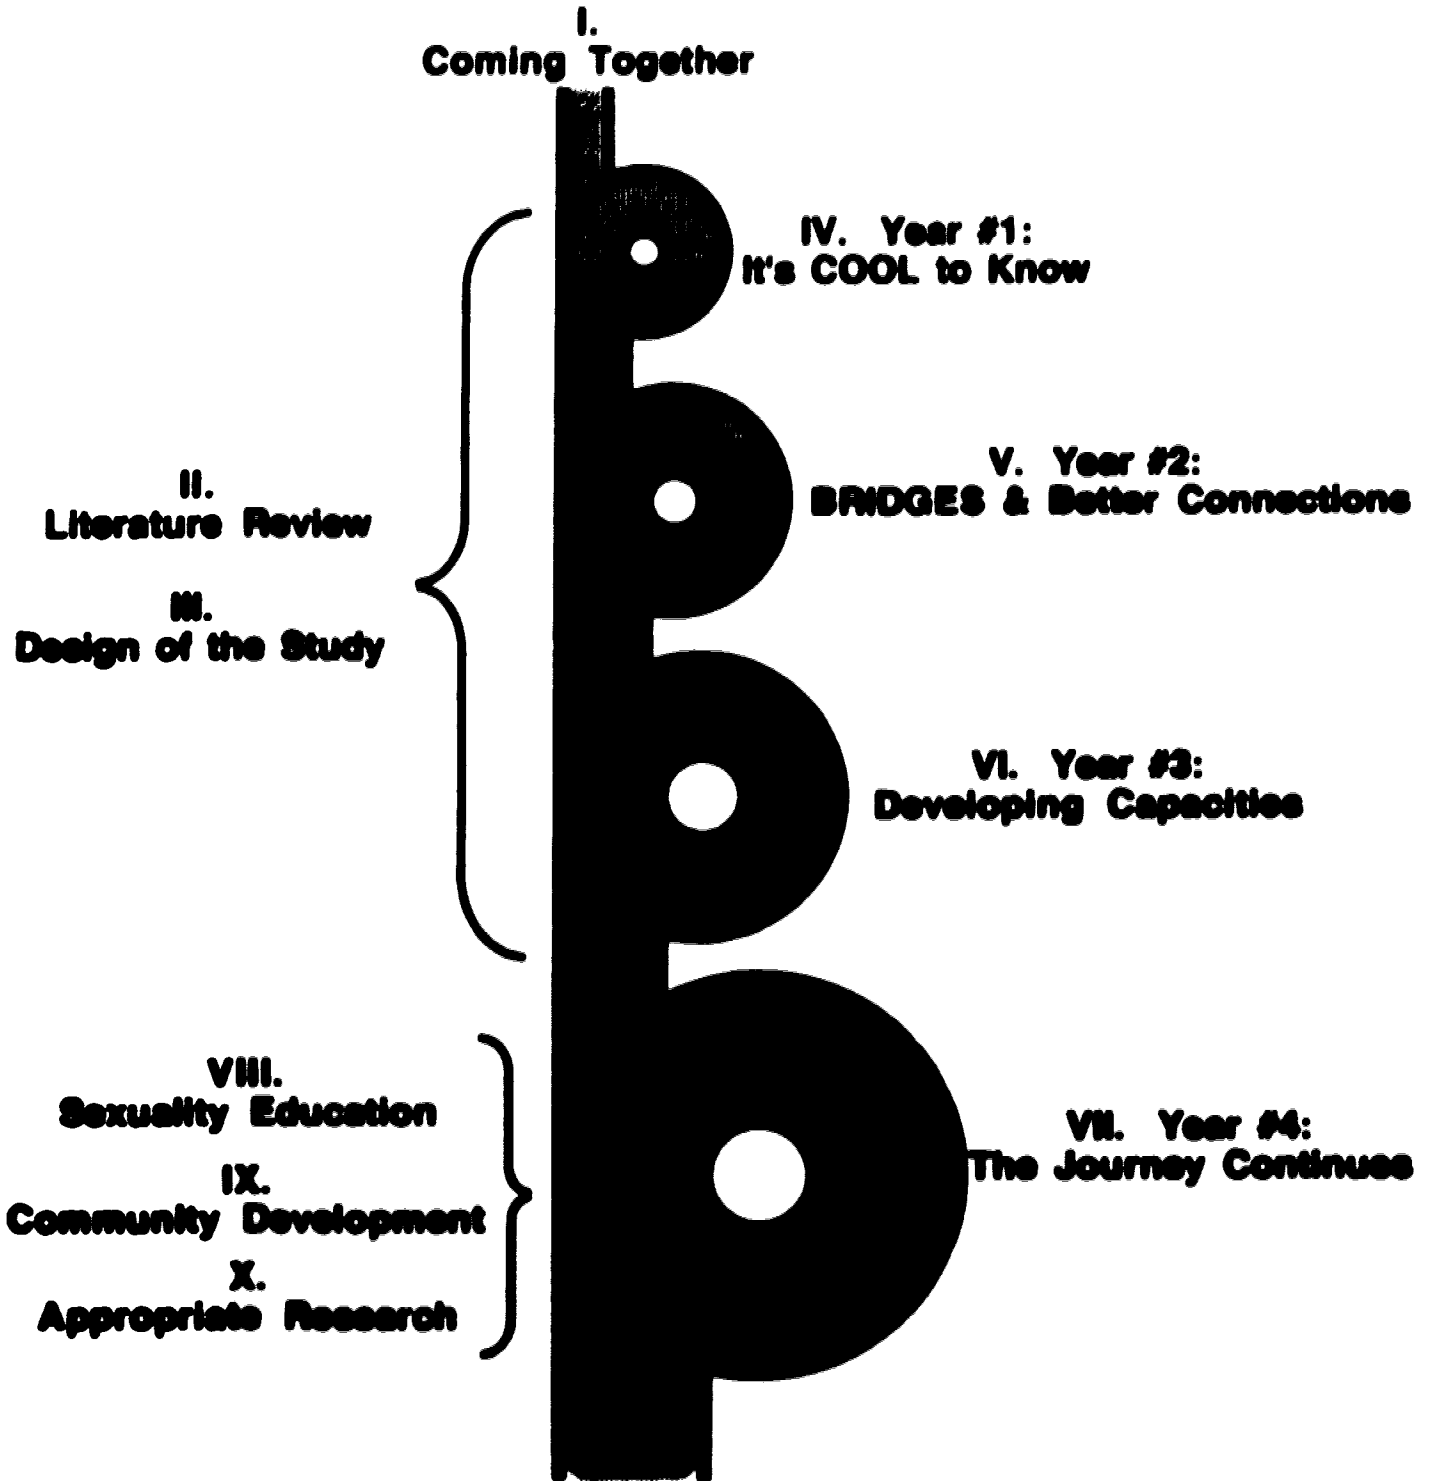 I.
Coming Together
IV. Year #1:
It's COOL to Know
V. Year #2:
BRIDGES & Better Connections
II.
Literature Review
III.
Design of the Study
VI. Year #3:
Developing Capacities
VIII.
Sexuality Education
IX.
Community Development
X.
Appropriate Research
VII. Year #4:
The Journey Continues